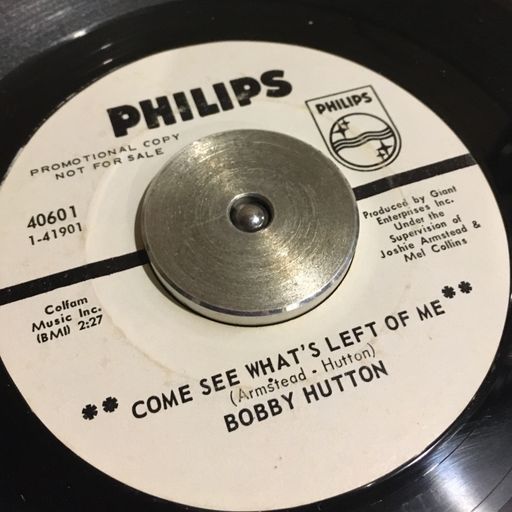 PHILIPS
PROMOTIONAL COPY
NOT FOR SALE
PHILIPS
40601
1-41901
Produced by Giant
Enterprises Inc.
Under the
Supervision of
Joshie Armstead &
Mel Collins
Colfam
Music Inc.
(BMI) 2:27
** COME SEE WHAT'S LEFT OF ME **
(Armstead - Hutton)
BOBBY HUTTON